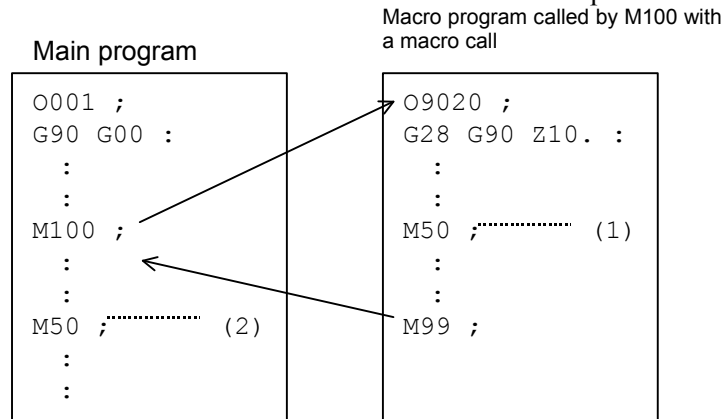 Macro program called by M100 with
a macro call
Main program
O001 ;
G90 G00 :
:
:
M100 ;
:
:
M50 ; (2)
:
:
O9020 ;
G28 G90 Z10. :
:
:
M50 ; (1)
:
:
M99 ;